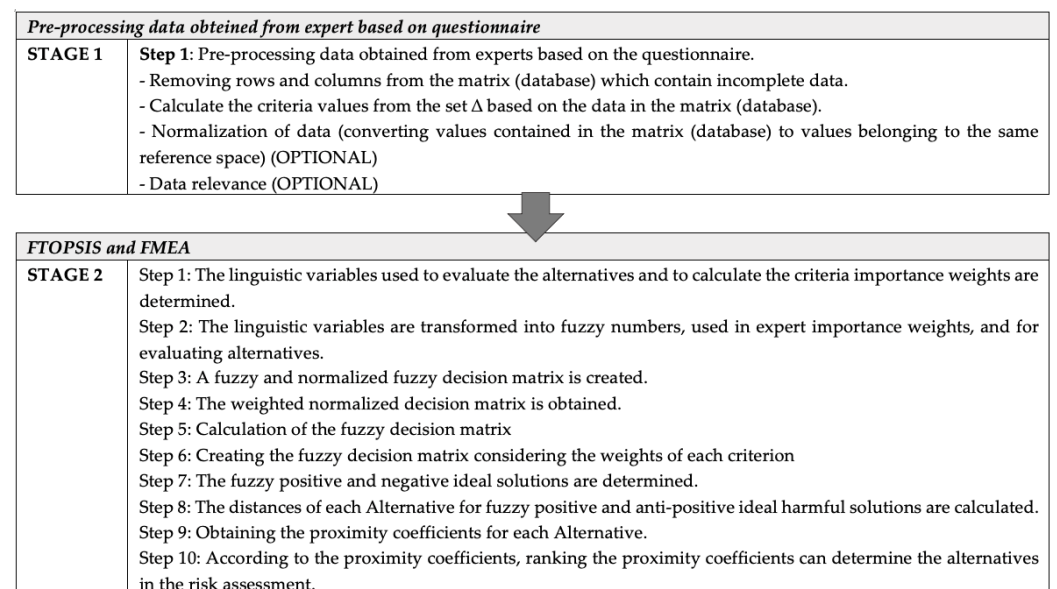 Pre-processing data obteined from expert based on questionnaire
STAGE 1
Step 1: Pre-processing data obtained from experts based on the questionnaire.
- Removing rows and columns from the matrix (database) which contain incomplete data.
- Calculate the criteria values from the set Δ based on the data in the matrix (database).
- Normalization of data (converting values contained in the matrix (database) to values belonging to the same
reference space) (OPTIONAL)
- Data relevance (OPTIONAL)
FTOPSIS and FMEA
STAGE 2
Step 1: The linguistic variables used to evaluate the alternatives and to calculate the criteria importance weights are
determined.
Step 2: The linguistic variables are transformed into fuzzy numbers, used in expert importance weights, and for
evaluating alternatives.
Step 3: A fuzzy and normalized fuzzy decision matrix is created.
Step 4: The weighted normalized decision matrix is obtained.
Step 5: Calculation of the fuzzy decision matrix
Step 6: Creating the fuzzy decision matrix considering the weights of each criterion
Step 7: The fuzzy positive and negative ideal solutions are determined.
Step 8: The distances of each Alternative for fuzzy positive and anti-positive ideal harmful solutions are calculated.
Step 9: Obtaining the proximity coefficients for each Alternative.
Step 10: According to the proximity coefficients, ranking the proximity coefficients can determine the alternatives
in the risk assessment.